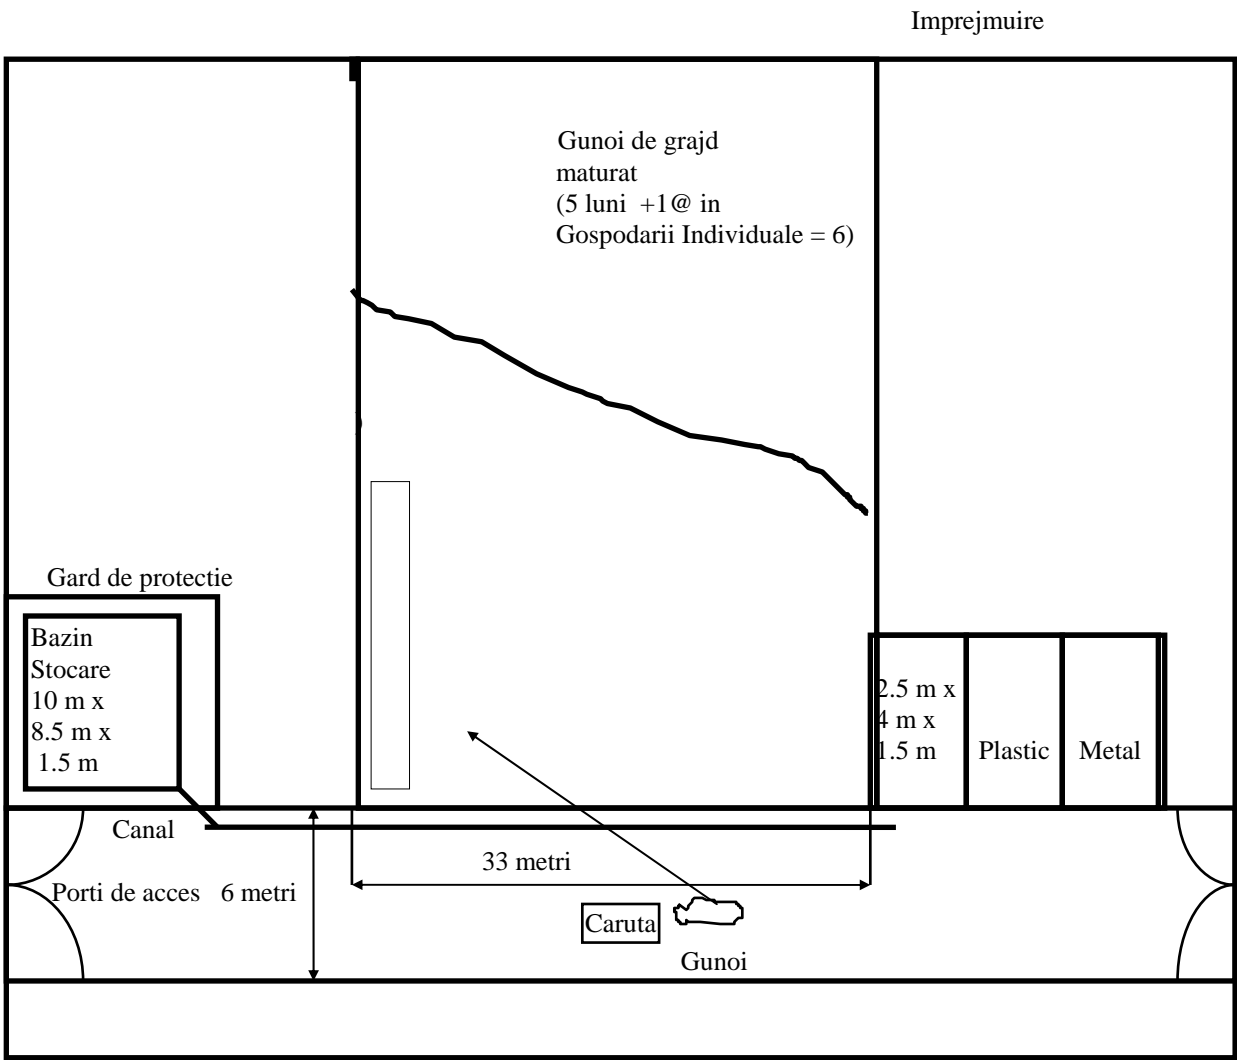 Imprejmuire
Gunoi de grajd
maturat
(5 luni +1@ in
Gospodarii Individuale = 6)
Gard de protectie
Bazin
Stocare
10 m x
8.5 m x
1.5 m
2.5 m x
4 m x
1.5 m
Plastic
Metal
Canal
33 metri
Porti de acces
6 metri
Caruta
Gunoi